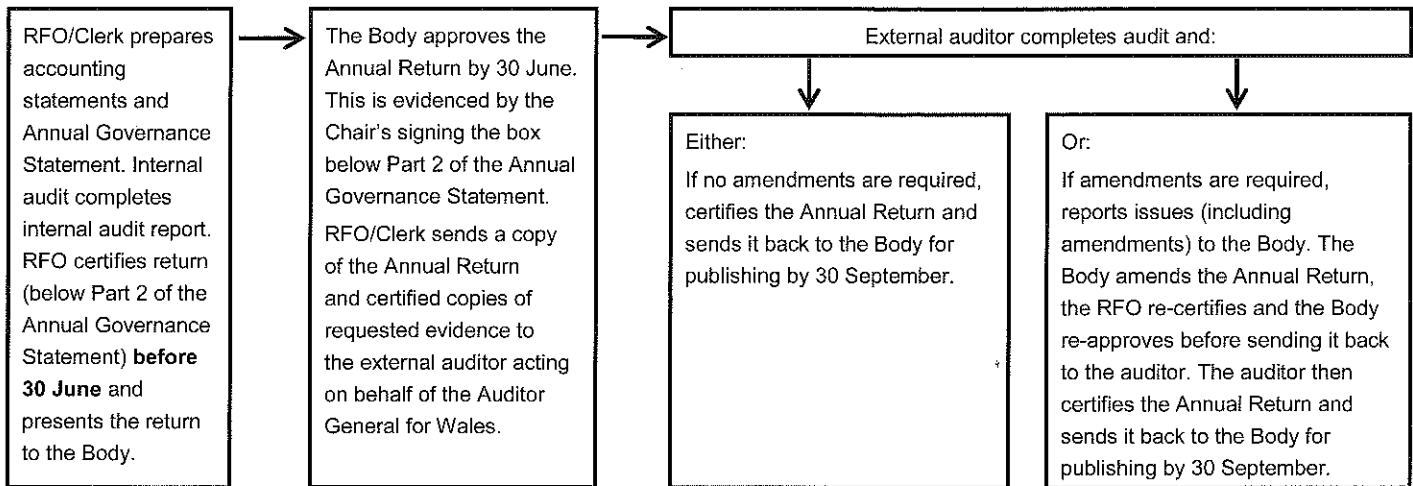 RFO/Clerk prepares
accounting
statements and
Annual Governance
Statement. Internal
audit completes
internal audit report.
RFO certifies return
(below Part 2 of the
Annual Governance
Statement) before
30 June and
presents the return
to the Body.
The Body approves the
Annual Return by 30 June.
This is evidenced by the
Chair's signing the box
below Part 2 of the Annual
Governance Statement.
RFO/Clerk sends a copy
of the Annual Return
and certified copies of
requested evidence to
the external auditor acting
on behalf of the Auditor
General for Wales.
External auditor completes audit and:
Either:
If no amendments are required,
certifies the Annual Return and
sends it back to the Body for
publishing by 30 September.
Or:
If amendments are required,
reports issues (including
amendments) to the Body. The
Body amends the Annual Return,
the RFO re-certifies and the Body
re-approves before sending it back
to the auditor. The auditor then
certifies the Annual Return and
sends it back to the Body for
publishing by 30 September.